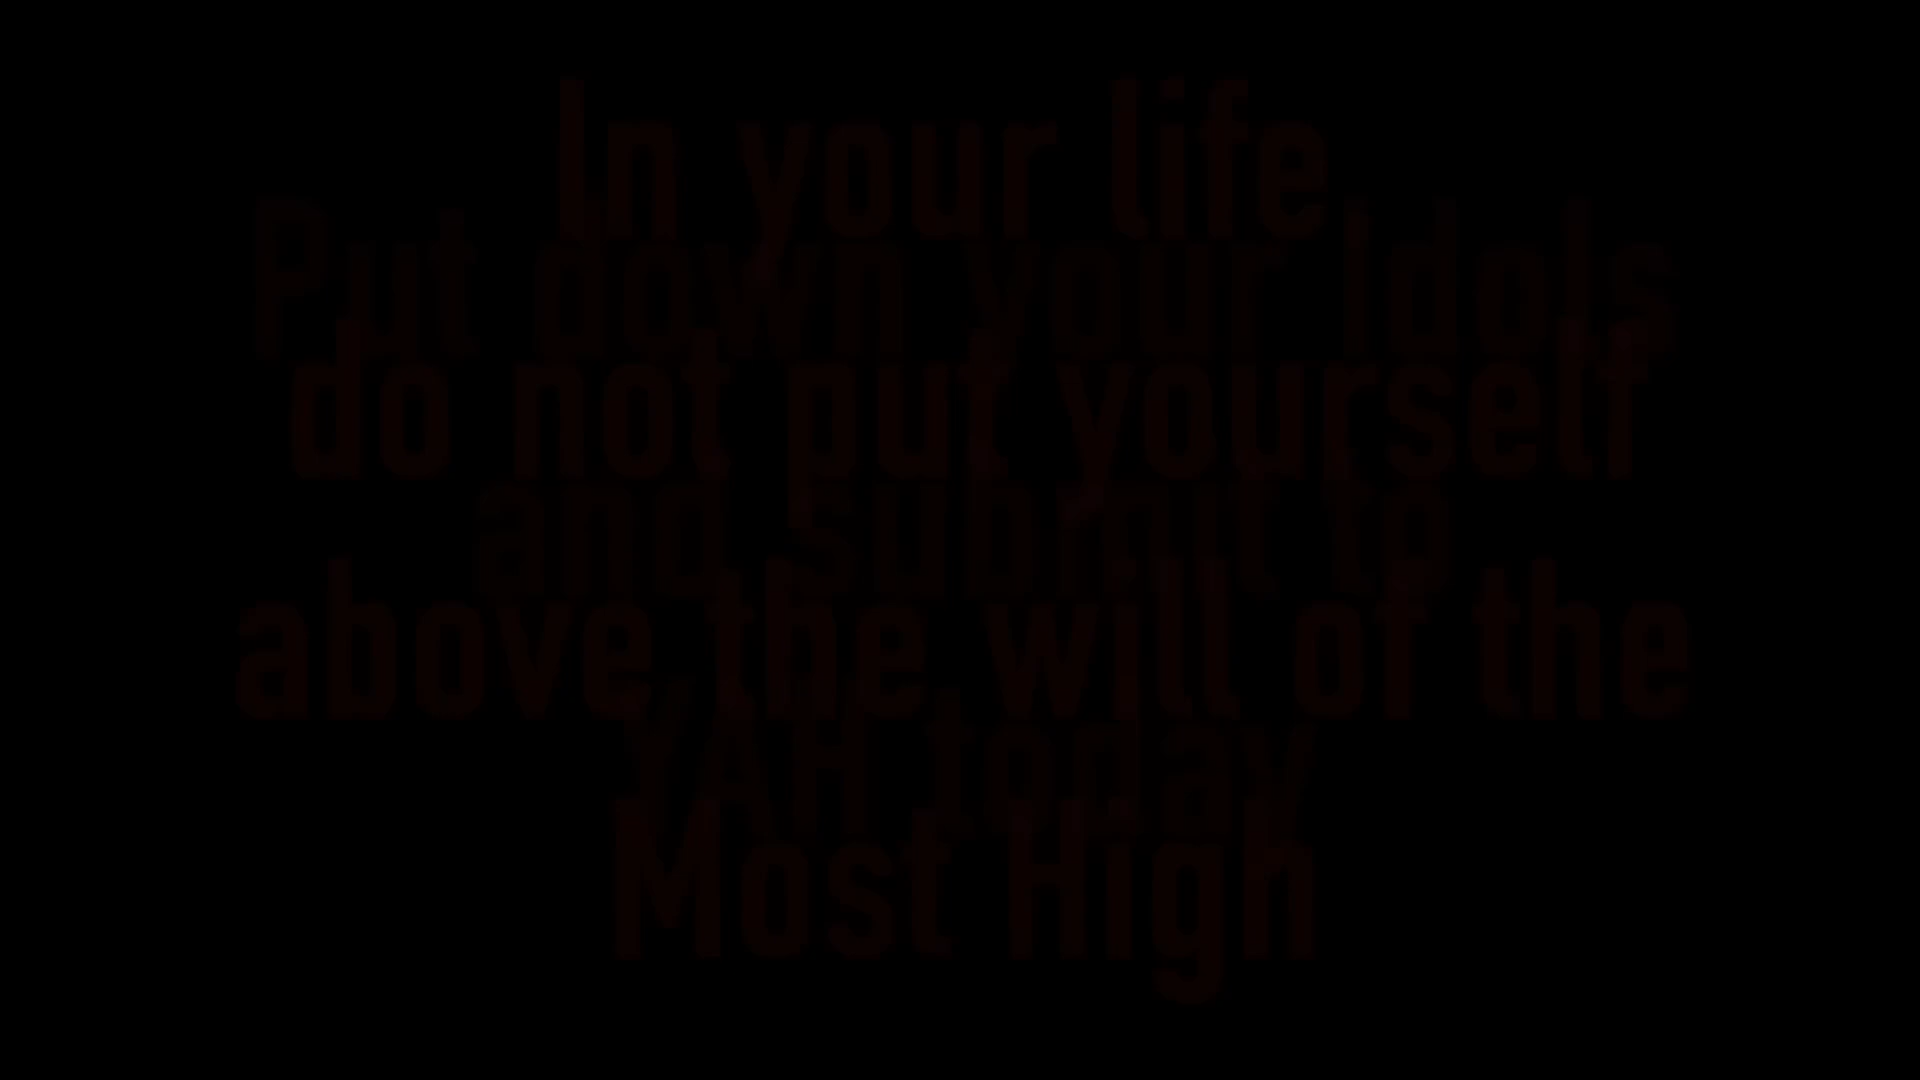 In your life
Put down your Idols
do not put yourself
and submit to
above the will of the
YAH today
Most High